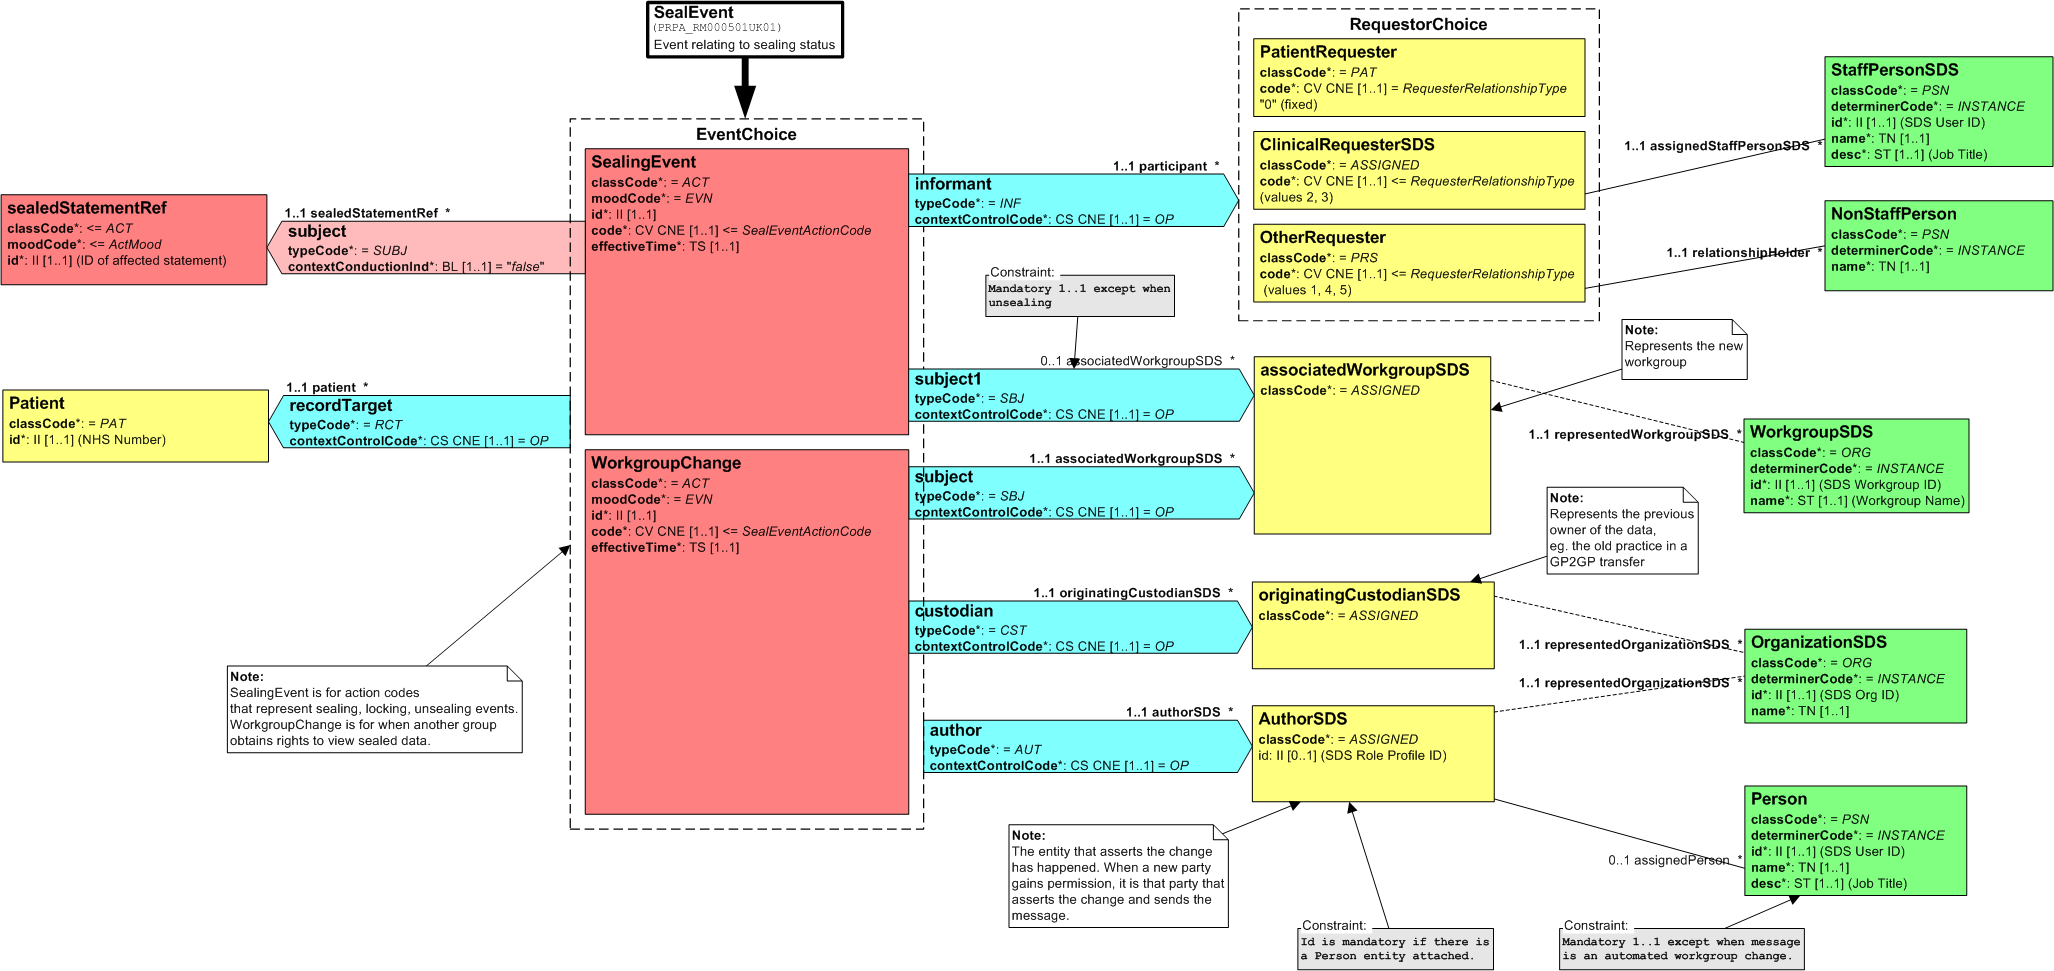 SealEvent
(PRPA_RM000501UK01)
Event relating to sealing status
EventChoice
SealingEvent
classCode*: = ACT
moodCode*: = EVN
id*: II [1..1]
code*: CV CNE [1..1] <= SealEventActionCode
effectiveTime*: TS [1..1]
1..1 sealedStatementRef *
subject
typeCode*: = SUBJ
contextConductionInd*: BL [1..1] = "false"
sealedStatementRef
classCode*: <= ACT
moodCode*: <= ActMood
id*: II [1..1] (ID of affected statement)
1..1 patient *
recordTarget
typeCode*: = RCT
contextControlCode*: CS CNE [1..1] = OP
Patient
classCode*: = PAT
id*: II [1..1] (NHS Number)
WorkgroupChange
classCode*: = ACT
moodCode*: = EVN
id*: II [1..1]
code*: CV CNE [1..1] <= SealEventActionCode
effectiveTime*: TS [1..1]
Note:
SealingEvent is for action codes
that represent sealing, locking, unsealing events.
WorkgroupChange is for when another group
obtains rights to view sealed data.
1..1 participant *
informant
typeCode*: = INF
contextControlCode*: CS CNE [1..1] = OP
RequestorChoice
PatientRequester
classCode*: = PAT
code*: CV CNE [1..1] = RequesterRelationshipType
"0" (fixed)
ClinicalRequesterSDS
classCode*: = ASSIGNED
code*: CV CNE [1..1] <= RequesterRelationshipType
(values 2, 3)
OtherRequester
classCode*: = PRS
code*: CV CNE [1..1] <= RequesterRelationshipType
(values 1, 4, 5)
1..1 assignedStaffPersonSDS *
StaffPersonSDS
classCode*: = PSN
determinerCode*: = INSTANCE
id*: II [1..1] (SDS User ID)
name*: TN [1..1]
desc*: ST [1..1] (Job Title)
1..1 relationshipHolder *
NonStaffPerson
classCode*: = PSN
determinerCode*: = INSTANCE
name*: TN [1..1]
Constraint:
Mandatory 1..1 except when
unsealing
0..1 associatedWorkgroupSDS *
subject1
typeCode*: = SBJ
contextControlCode*: CS CNE [1..1] = OP
associatedWorkgroupSDS
classCode*: = ASSIGNED
Note:
Represents the new
workgroup
1..1 associatedWorkgroupSDS *
subject
typeCode*: = SBJ
contextControlCode*: CS CNE [1..1] = OP
1..1 representedWorkgroupSDS *
WorkgroupSDS
classCode*: = ORG
determinerCode*: = INSTANCE
id*: II [1..1] (SDS Workgroup ID)
name*: ST [1..1] (Workgroup Name)
Note:
Represents the previous
owner of the data,
eg. the old practice in a
GP2GP transfer
1..1 originatingCustodianSDS *
custodian
typeCode*: = CST
contextControlCode*: CS CNE [1..1] = OP
originatingCustodianSDS
classCode*: = ASSIGNED
1..1 representedOrganizationSDS *
1..1 representedOrganizationSDS *
OrganizationSDS
classCode*: = ORG
determinerCode*: = INSTANCE
id*: II [1..1] (SDS Org ID)
name*: TN [1..1]
1..1 authorSDS *
author
typeCode*: = AUT
contextControlCode*: CS CNE [1..1] = OP
AuthorSDS
classCode*: = ASSIGNED
id: II [0..1] (SDS Role Profile ID)
0..1 assignedPerson *
Person
classCode*: = PSN
determinerCode*: = INSTANCE
id*: II [1..1] (SDS User ID)
name*: TN [1..1]
desc*: ST [1..1] (Job Title)
Note:
The entity that asserts the change
has happened. When a new party
gains permission, it is that party that
asserts the change and sends the
message.
Constraint:
Id is mandatory if there is
a Person entity attached.
Constraint:
Mandatory 1..1 except when message
is an automated workgroup change.